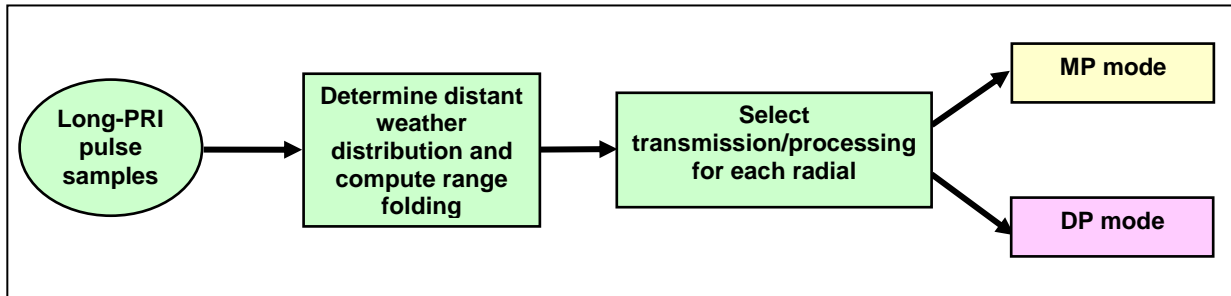 Long-PRI
pulse
samples
Determine distant
weather
distribution and
compute range
folding
Select
transmission/processing
for each radial
MP mode
DP mode